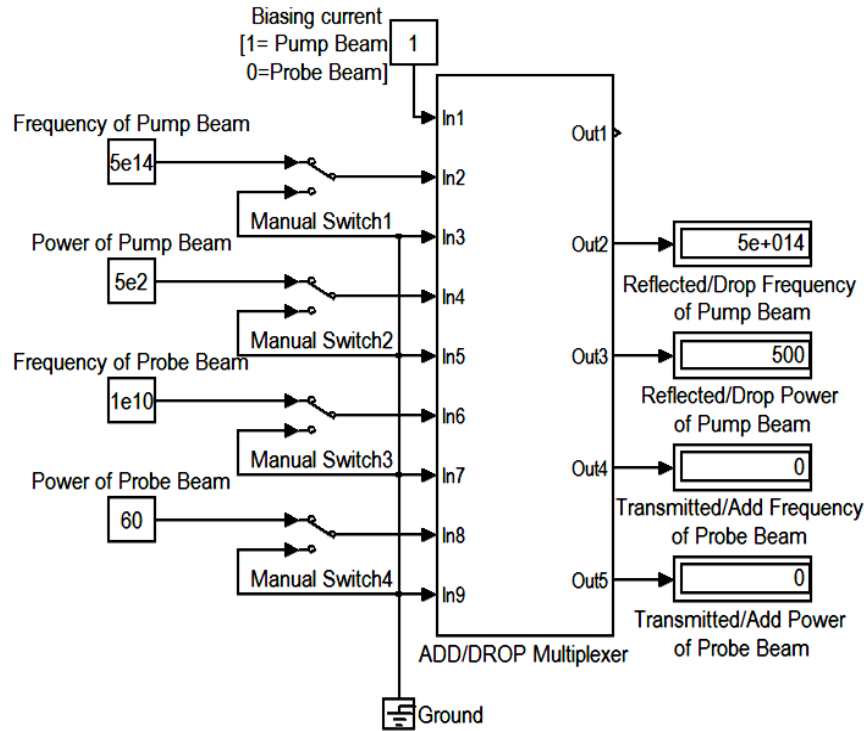 Biasing current
[1= Pump Beam
0=Probe Beam]
1
In1
Out1
Frequency of Pump Beam
5e14
In2
Manual Switch1
In3
Out2
5e+014
Reflected/Drop Frequency
of Pump Beam
Power of Pump Beam
5e2
In4
Manual Switch2
In5
Out3
500
Reflected/Drop Power
of Pump Beam
Frequency of Probe Beam
1e10
In6
Manual Switch3
In7
Out4
0
Transmitted/Add Frequency
of Probe Beam
Power of Probe Beam
60
In8
Manual Switch4
In9
Out5
0
Transmitted/Add Power
of Probe Beam
ADD/DROP Multiplexer
Ground